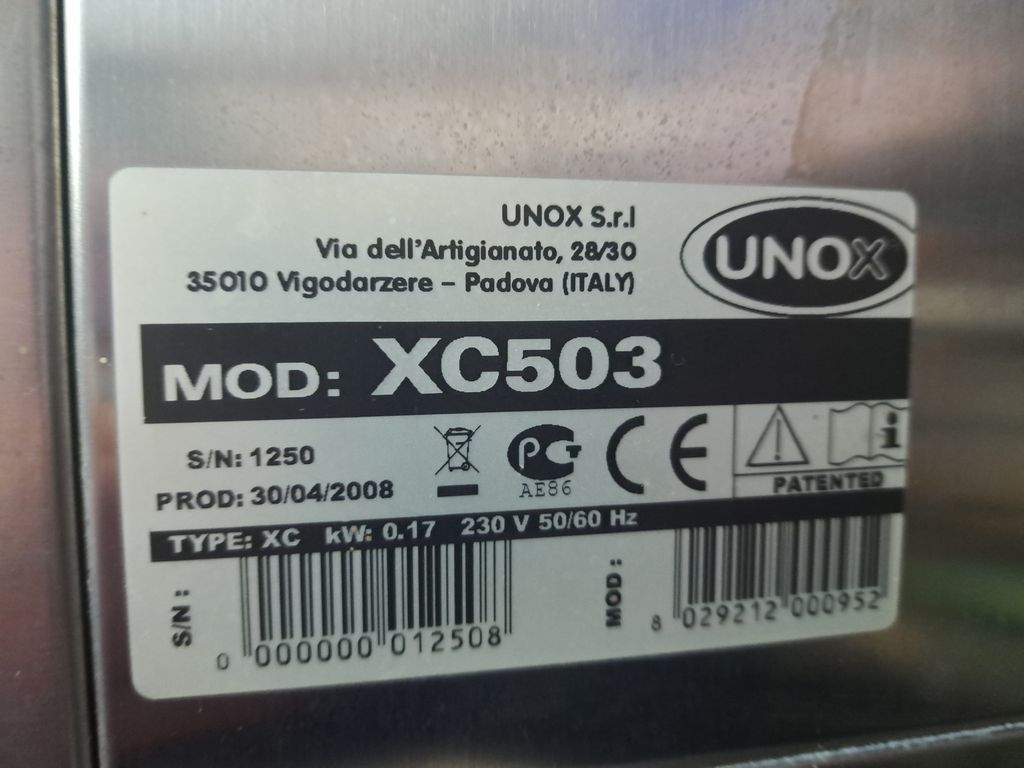 UNOX S.r.l
Via dell'Artigianato, 28/30
35010 Vigodarzere – Padova (ITALY)
UNOX
MOD: XC503
S/N: 1250
PROD: 30/04/2008
AE86
PATENTED
TYPE: XC kW: 0.17 230 V 50/60 Hz
S/N:
0 000000 012508
MOD:
8 029212 000952